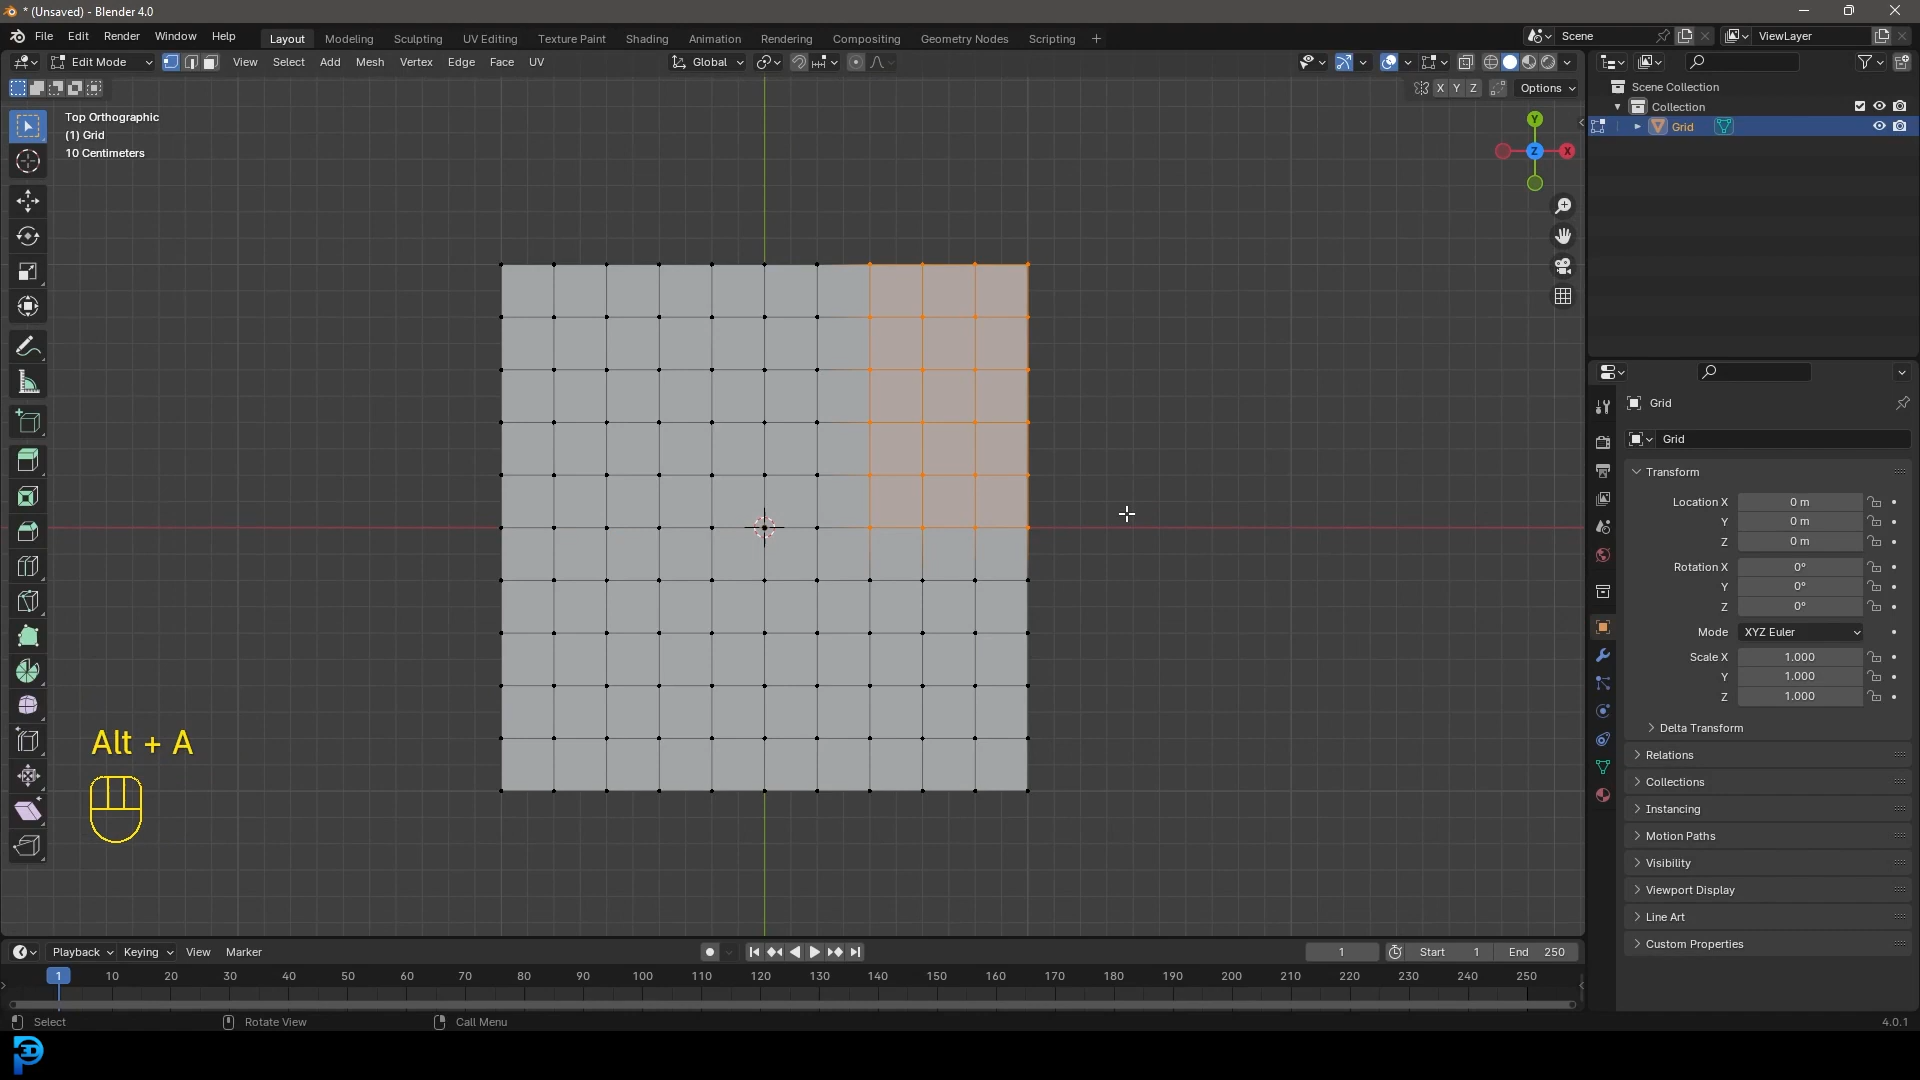 * (Unsaved) - Blender 4.0
File Edit Render Window Help
Layout Modeling Sculpting UV Editing Texture Paint Shading Animation Rendering Compositing Geometry Nodes Scripting +
Scene
ViewLayer
Edit Mode View Select Add Mesh Vertex Edge Face UV
Global
X Y Z Options
Top Orthographic
(1) Grid
10 Centimeters
Y
Z
X
Scene Collection
Collection
Grid
Grid
Grid
Transform
Location X 0 m
Y 0 m
Z 0 m
Rotation X 0°
Y 0°
Z 0°
Mode XYZ Euler
Scale X 1.000
Y 1.000
Z 1.000
Delta Transform
Relations
Collections
Instancing
Motion Paths
Visibility
Viewport Display
Line Art
Custom Properties
Alt + A
Playback Keying View Marker
1 Start 1 End 250
1 10 20 30 40 50 60 70 80 90 100 110 120 130 140 150 160 170 180 190 200 210 220 230 240 250
Select Rotate View Call Menu 4.0.1